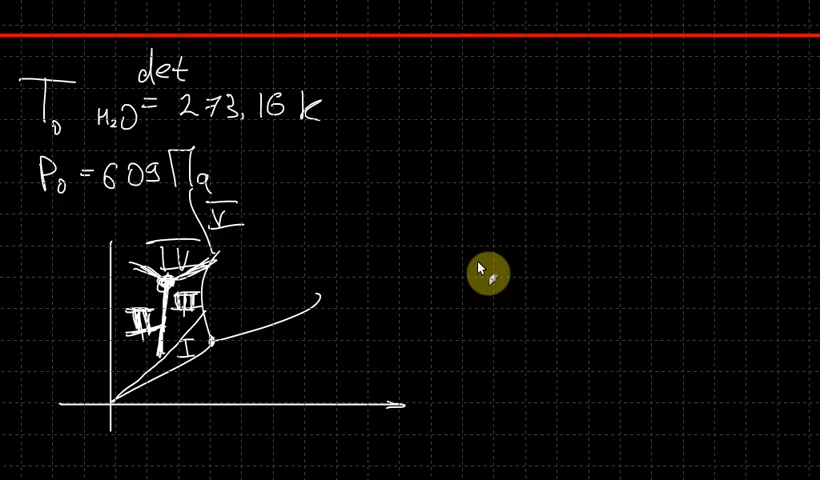 det
T₀ H₂O = 273,16 K
P₀ = 609 Па
V
IV
III
II
I